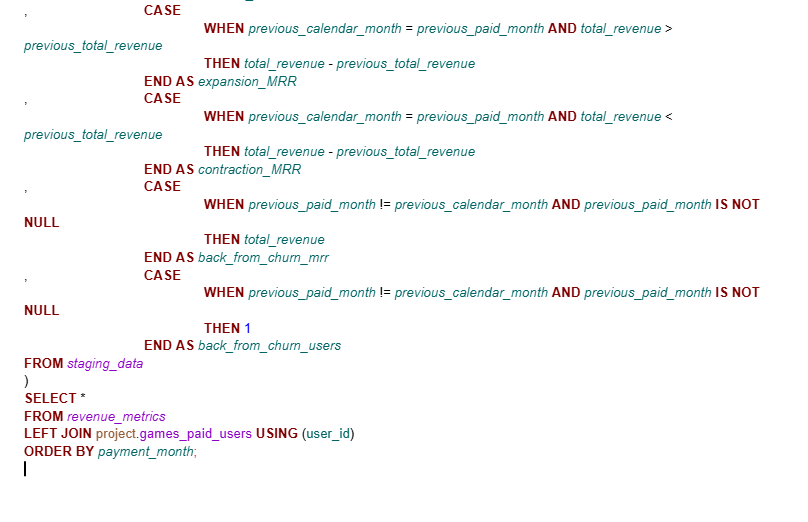 ,	CASE
WHEN previous_calendar_month = previous_paid_month AND total_revenue >
previous_total_revenue
THEN total_revenue - previous_total_revenue
END AS expansion_MRR
,	CASE
WHEN previous_calendar_month = previous_paid_month AND total_revenue <
previous_total_revenue
THEN total_revenue - previous_total_revenue
END AS contraction_MRR
,	CASE
WHEN previous_paid_month != previous_calendar_month AND previous_paid_month IS NOT
NULL
THEN total_revenue
END AS back_from_churn_mrr
,	CASE
WHEN previous_paid_month != previous_calendar_month AND previous_paid_month IS NOT
NULL
THEN 1
END AS back_from_churn_users
FROM staging_data
)
SELECT *
FROM revenue_metrics
LEFT JOIN project.games_paid_users USING (user_id)
ORDER BY payment_month;